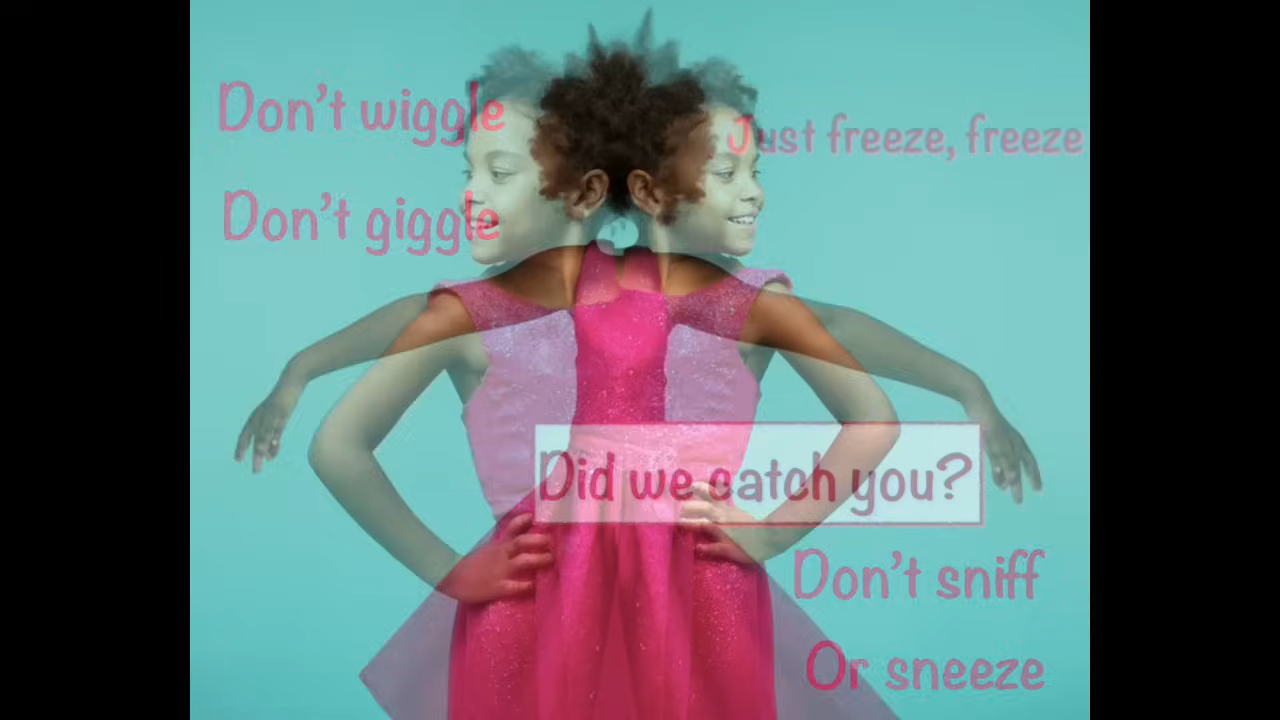 Don't wiggle
Don't giggle
Just freeze, freeze
Did we catch you?
Don't sniff
Or sneeze